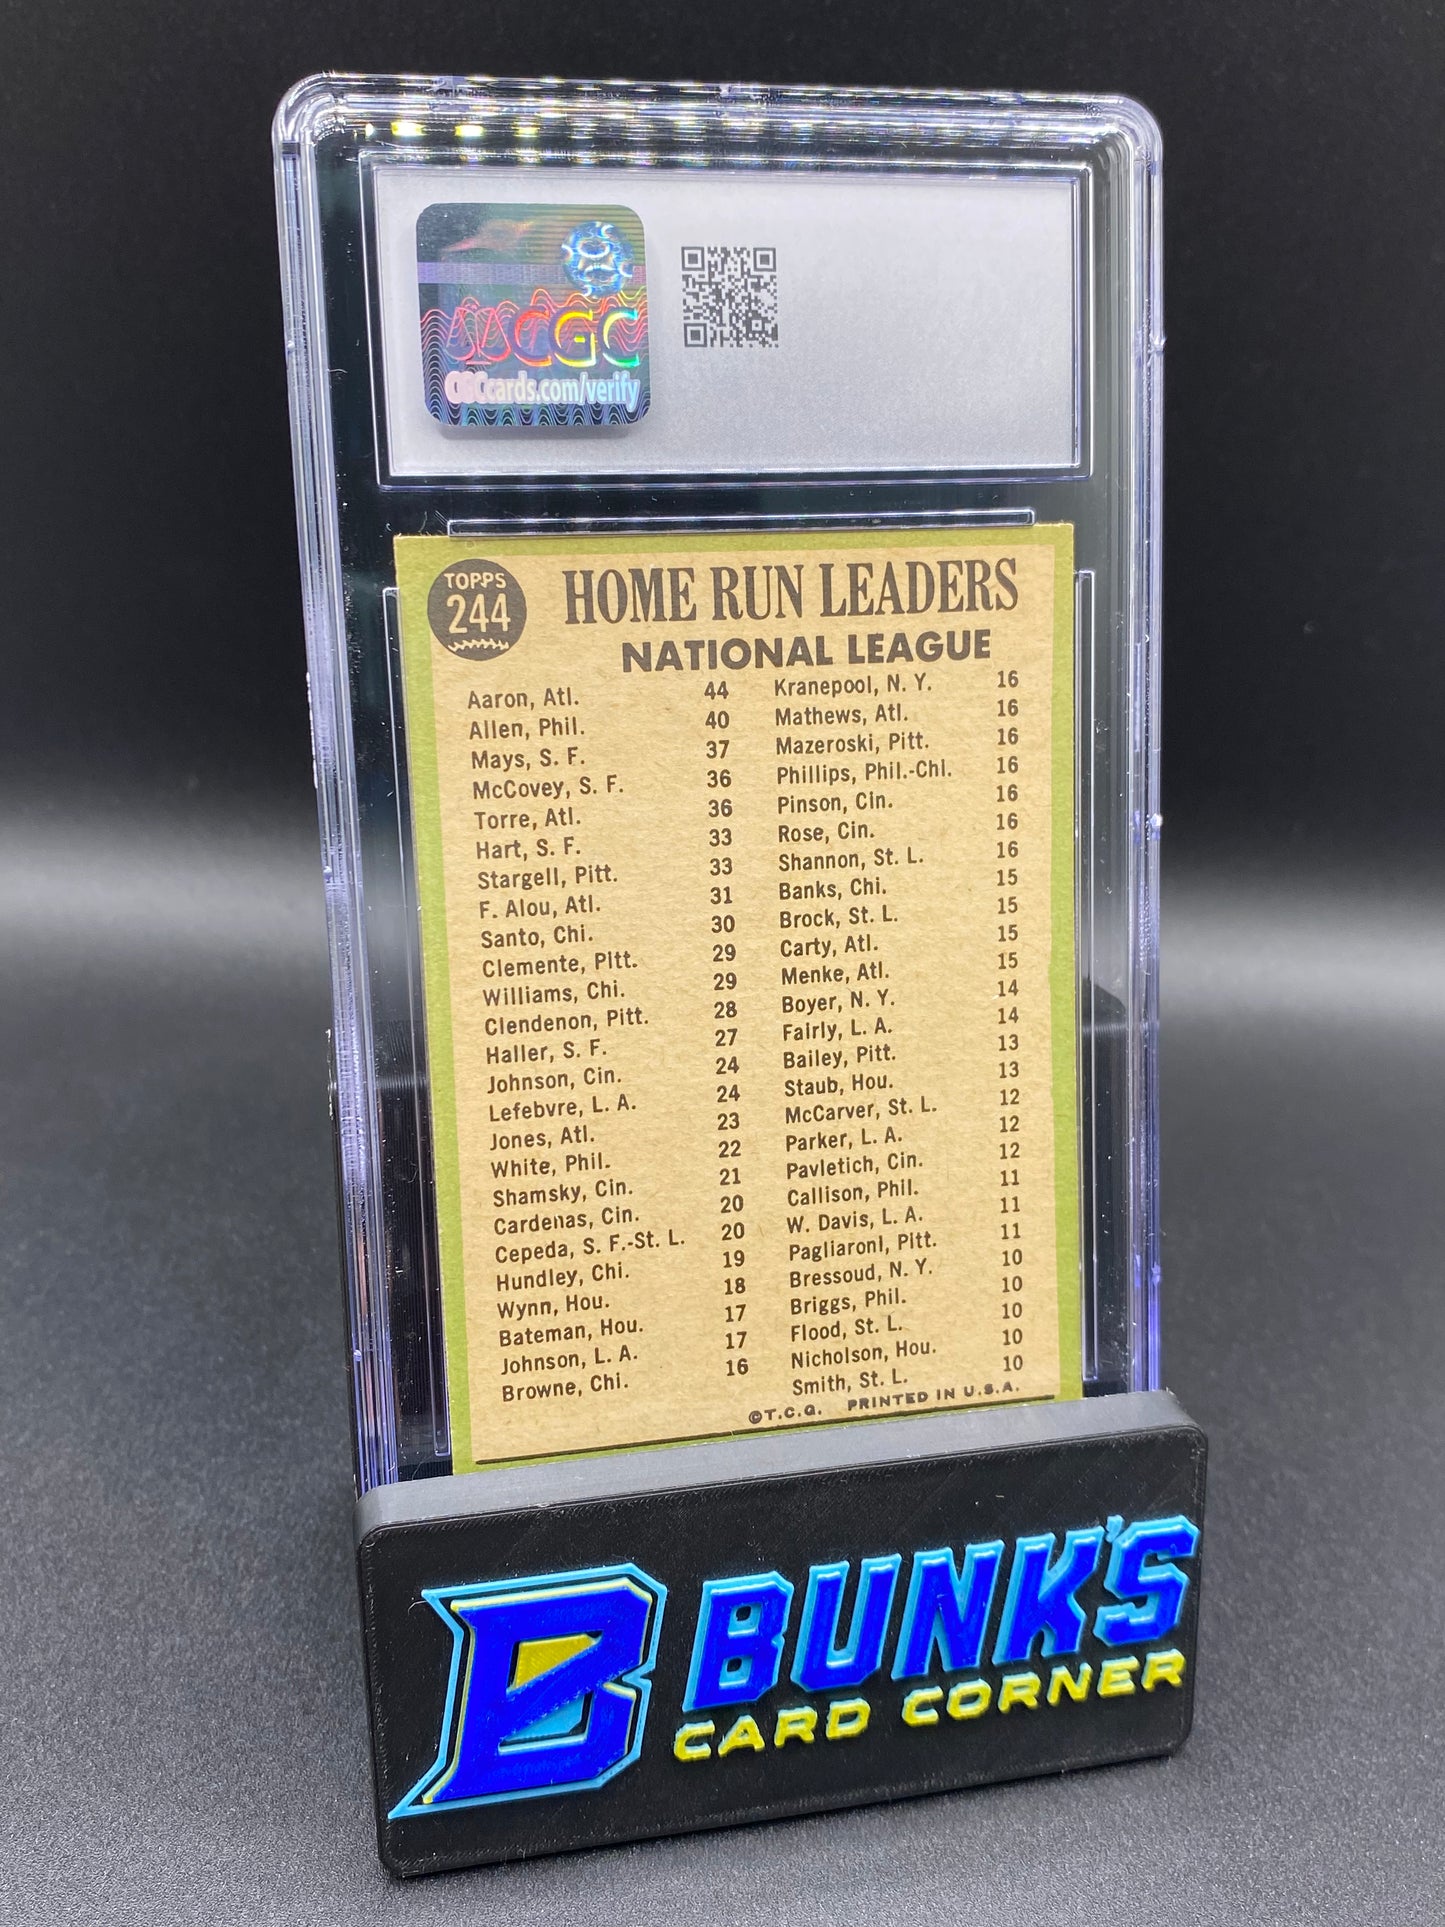 CGC
CGCcards.com/verify
TOPPS
244
HOME RUN LEADERS
NATIONAL LEAGUE
Aaron, Atl. 44
Allen, Phil. 40
Mays, S. F. 37
McCovey, S. F. 36
Torre, Atl. 36
Hart, S. F. 33
Stargell, Pitt. 33
F. Alou, Atl. 31
Santo, Chi. 30
Clemente, Pitt. 29
Williams, Chi. 29
Clendenon, Pitt. 28
Haller, S. F. 27
Johnson, Cin. 24
Lefebvre, L. A. 24
Jones, Atl. 23
White, Phil. 22
Shamsky, Cin. 21
Cardenas, Cin. 20
Cepeda, S. F.-St. L. 20
Hundley, Chi. 19
Wynn, Hou. 18
Bateman, Hou. 17
Johnson, L. A. 17
Browne, Chi. 16
Kranepool, N. Y. 16
Mathews, Atl. 16
Mazeroski, Pitt. 16
Phillips, Phil.-Chi. 16
Pinson, Cin. 16
Rose, Cin. 16
Shannon, St. L. 16
Banks, Chi. 15
Brock, St. L. 15
Carty, Atl. 15
Menke, Atl. 15
Boyer, N. Y. 14
Fairly, L. A. 14
Bailey, Pitt. 13
Staub, Hou. 13
McCarver, St. L. 12
Parker, L. A. 12
Pavletich, Cin. 12
Callison, Phil. 11
W. Davis, L. A. 11
Pagliaroni, Pitt. 11
Bressoud, N. Y. 10
Briggs, Phil. 10
Flood, St. L. 10
Nicholson, Hou. 10
Smith, St. L. 10
©T.C.G. PRINTED IN U.S.A.
B BUNK'S
CARD CORNER